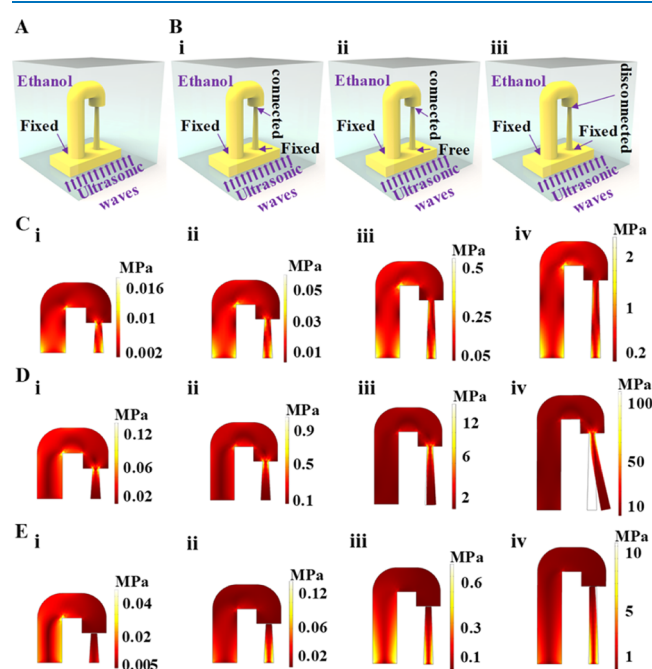 A
B
i
ii
iii
Ethanol
Fixed
Ultrasonic
waves
Ethanol
connected
Fixed
Fixed
Ultrasonic
waves
Ethanol
connected
Fixed
Free
Ultrasonic
waves
Ethanol
disconnected
Fixed
Fixed
Ultrasonic
waves
C
i
MPa
0.016
0.01
0.002
ii
MPa
0.05
0.03
0.01
iii
MPa
0.5
0.25
0.05
iv
MPa
2
1
0.2
D
i
MPa
0.12
0.06
0.02
ii
MPa
0.9
0.5
0.1
iii
MPa
12
6
2
iv
MPa
100
50
10
E
i
MPa
0.04
0.02
0.005
ii
MPa
0.12
0.06
0.02
iii
MPa
0.6
0.3
0.1
iv
MPa
10
5
1